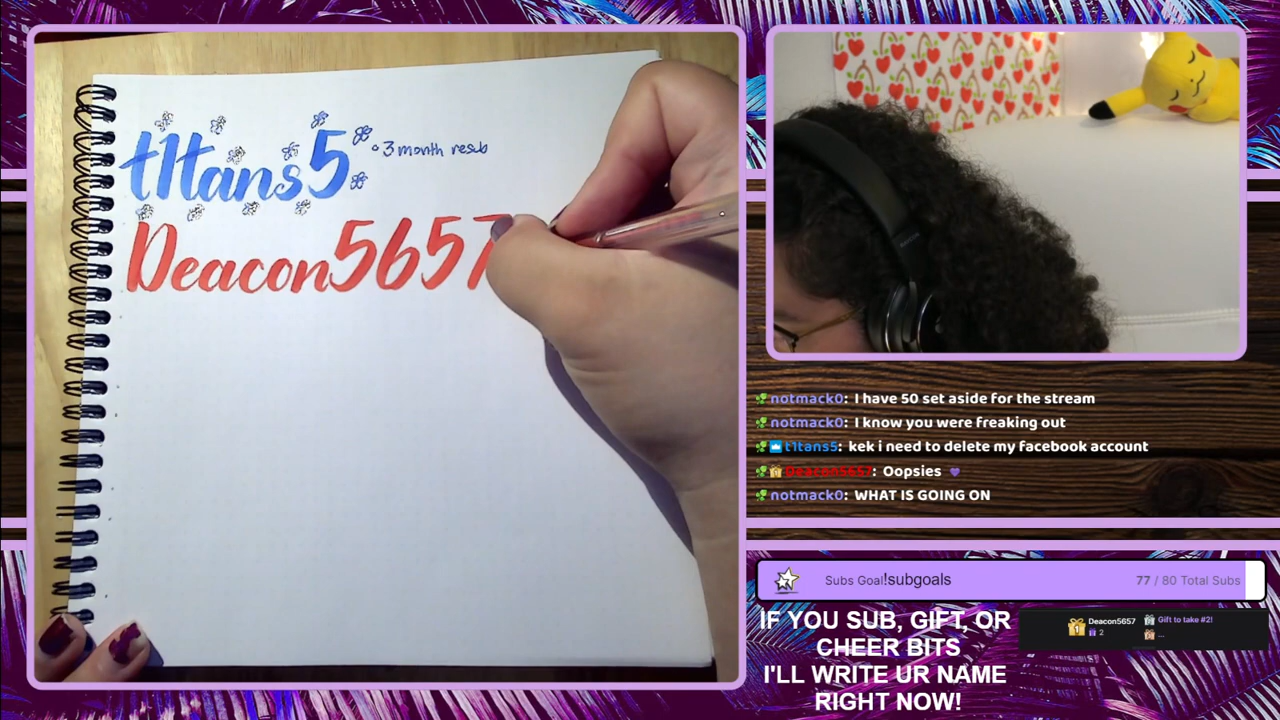 t1tans5
3 month resub
Deacon5657
notmack0: I have 50 set aside for the stream
notmack0: I know you were freaking out
t1tans5: kek i need to delete my facebook account
Deacon5657: Oopsies
notmack0: WHAT IS GOING ON
Subs Goal!subgoals 77 / 80 Total Subs
IF YOU SUB, GIFT, OR
CHEER BITS
I'LL WRITE UR NAME
RIGHT NOW!
1 Deacon5657
2
Gift to take #2!
...